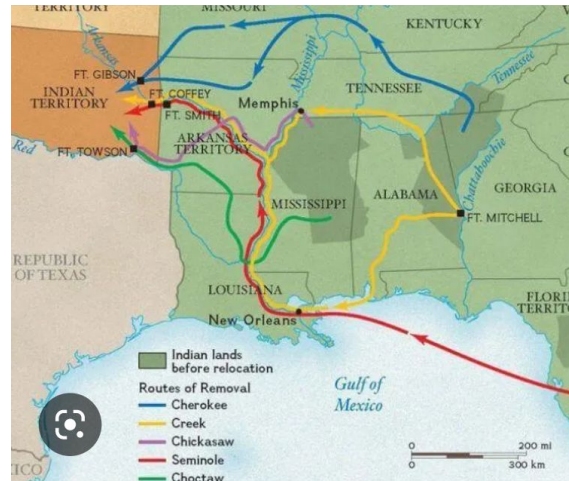 TERRITORY
MISSOURI
KENTUCKY
Arkansas
Mississippi
Tennessee
FT. GIBSON
TENNESSEE
INDIAN
TERRITORY
FT. COFFEY
Memphis
FT. SMITH
ARKANSAS
TERRITORY
Red
FT. TOWSON
Chattahoochie
MISSISSIPPI
ALABAMA
GEORGIA
FT. MITCHELL
REPUBLIC
OF TEXAS
LOUISIANA
New Orleans
FLORI
TERRITO
Indian lands
before relocation
Routes of Removal
Cherokee
Creek
Chickasaw
Seminole
Choctaw
Gulf of
Mexico
0 200 mi
0 300 km
ICO